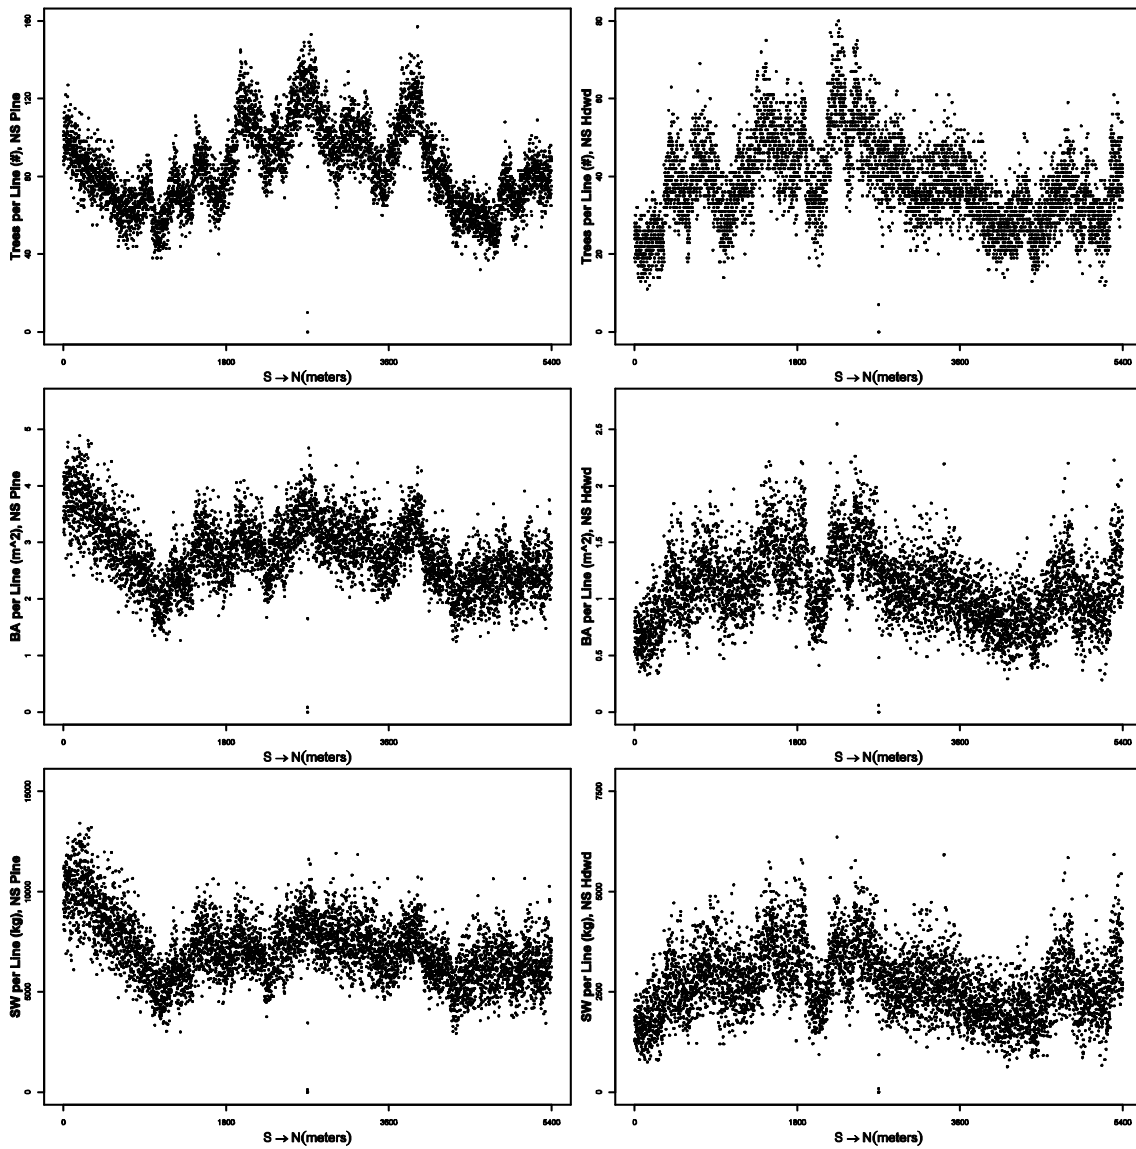 Trees per Line (#), NS Pine
0 40 80 120 160
0 1800 3600 5400
S → N(meters)
Trees per Line (#), NS Hdwd
0 20 40 60 80
0 1800 3600 5400
S → N(meters)
BA per Line (m^2), NS Pine
0 1 2 3 4 5
0 1800 3600 5400
S → N(meters)
BA per Line (m^2), NS Hdwd
0 0.5 1 1.5 2 2.5
0 1800 3600 5400
S → N(meters)
SW per Line (kg), NS Pine
0 5000 10000 15000
0 1800 3600 5400
S → N(meters)
SW per Line (kg), NS Hdwd
0 2500 5000 7500
0 1800 3600 5400
S → N(meters)